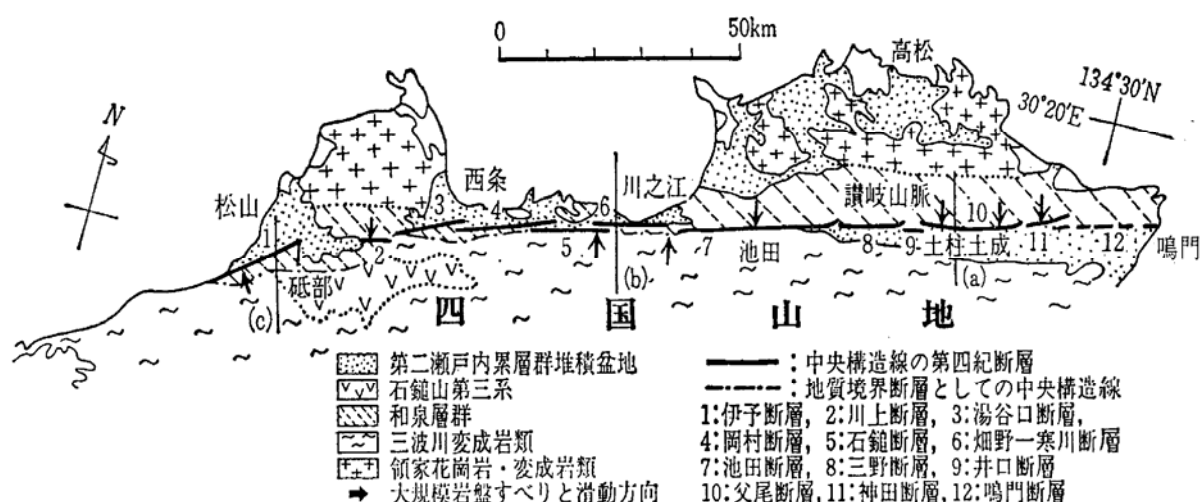 0 50km
高松
134°30′N
30°20′E
N
松山
西条
川之江
讃岐山脈
鳴門
1
2
3
4
5
6
7
池田
8
9
土柱土成
10
11
12
砥部
(a)
(b)
(c)
四国山地
第二瀬戸内累層群堆積盆地
石鎚山第三系
和泉層群
三波川変成岩類
領家花崗岩・変成岩類
大規模岩盤すべりと滑動方向
:中央構造線の第四紀断層
:地質境界断層としての中央構造線
1:伊予断層, 2:川上断層, 3:湯谷口断層,
4:岡村断層, 5:石鎚断層, 6:畑野一寒川断層
7:池田断層, 8:三野断層, 9:井口断層
10:父尾断層, 11:神田断層, 12:鳴門断層